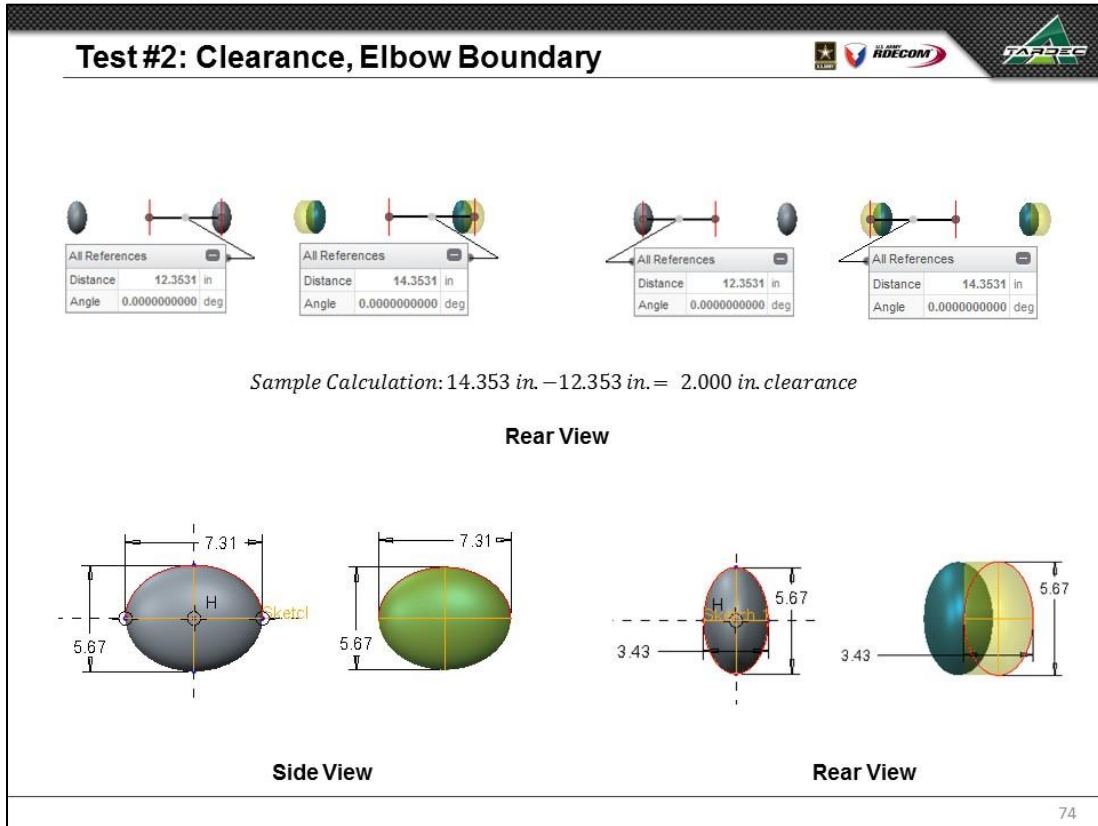 Test #2: Clearance, Elbow Boundary
U.S. ARMY
RDECOM
TARDEC
All References
Distance 12.3531 in
Angle 0.0000000000 deg
All References
Distance 14.3531 in
Angle 0.0000000000 deg
All References
Distance 12.3531 in
Angle 0.0000000000 deg
All References
Distance 14.3531 in
Angle 0.0000000000 deg
Sample Calculation: 14.353 in. −12.353 in. = 2.000 in. clearance
Rear View
7.31
H
5.67
7.31
5.67
H
5.67
3.43
5.67
3.43
Side View
Rear View
74